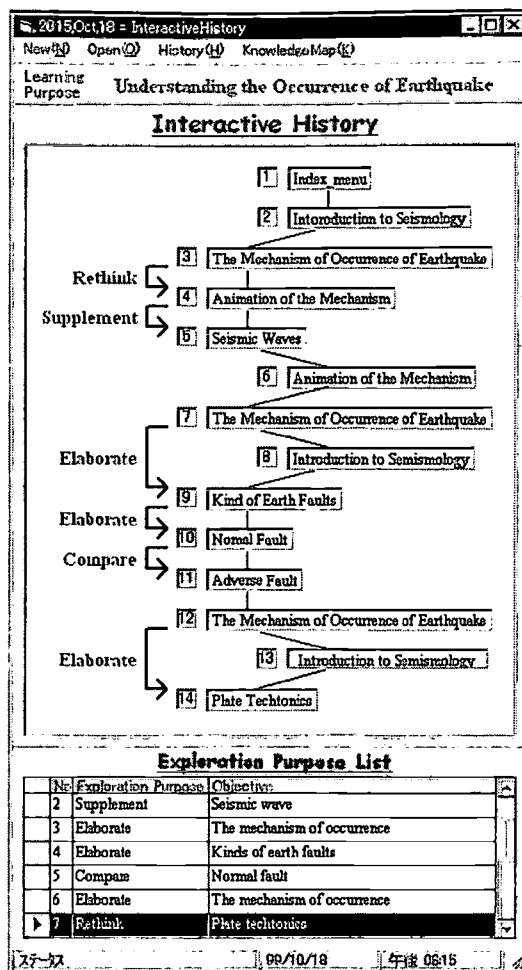 2015,Oct,18 = InteractiveHistory
New(N) Open(O) History(H) KnowledgeMap(K)
Learning Purpose Understanding the Occurrence of Earthquake
Interactive History
1 Index menu
2 Intoroduction to Seismology
3 The Mechanism of Occurrence of Earthquake
Rethink
4 Animation of the Mechanism
Supplement
5 Seismic Waves
6 Animation of the Mechanism
7 The Mechanism of Occurrence of Earthquake
Elaborate
8 Introduction to Semismology
9 Kind of Earth Faults
Elaborate
10 Nomal Fault
Compare
11 Adverse Fault
12 The Mechanism of Occurrence of Earthquake
Elaborate
13 Introduction to Semismology
14 Plate Techtonics
Exploration Purpose List
No Exploration Purpose Objective
2 Supplement Seismic wave
3 Elaborate The mechanism of occurrence
4 Elaborate Kinds of earth faults
5 Compare Normal fault
6 Elaborate The mechanism of occurrence
7 Rethink Plate techtonics
ステータス 99/10/18 午後 08:15